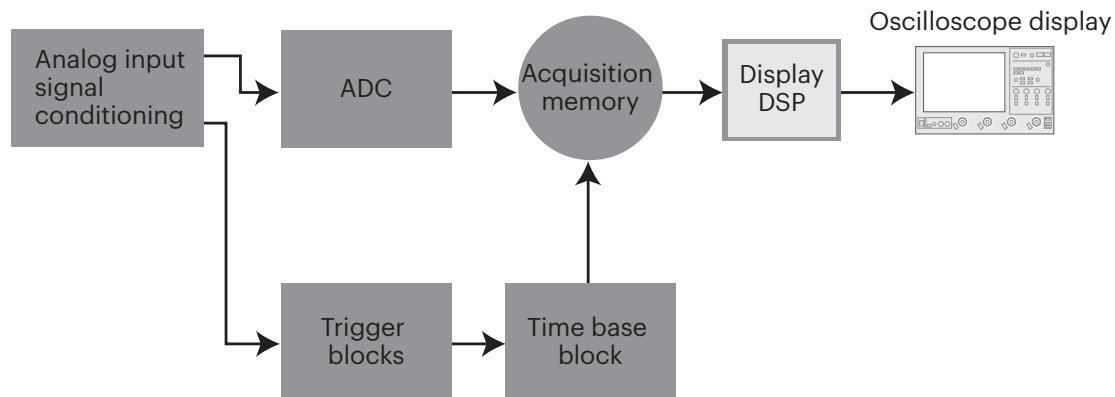 Oscilloscope display
Analog input
signal
conditioning
ADC
Acquisition
memory
Display
DSP
Trigger
blocks
Time base
block